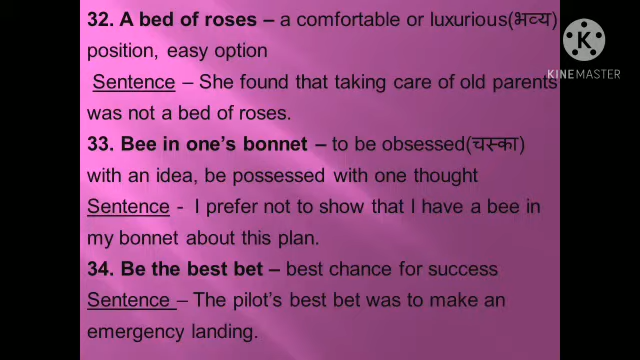 32. A bed of roses – a comfortable or luxurious(भव्य)
position, easy option
Sentence – She found that taking care of old parents
was not a bed of roses.
33. Bee in one's bonnet – to be obsessed(चस्का)
with an idea, be possessed with one thought
Sentence - I prefer not to show that I have a bee in
my bonnet about this plan.
34. Be the best bet – best chance for success
Sentence – The pilot's best bet was to make an
emergency landing.
K
KINEMASTER